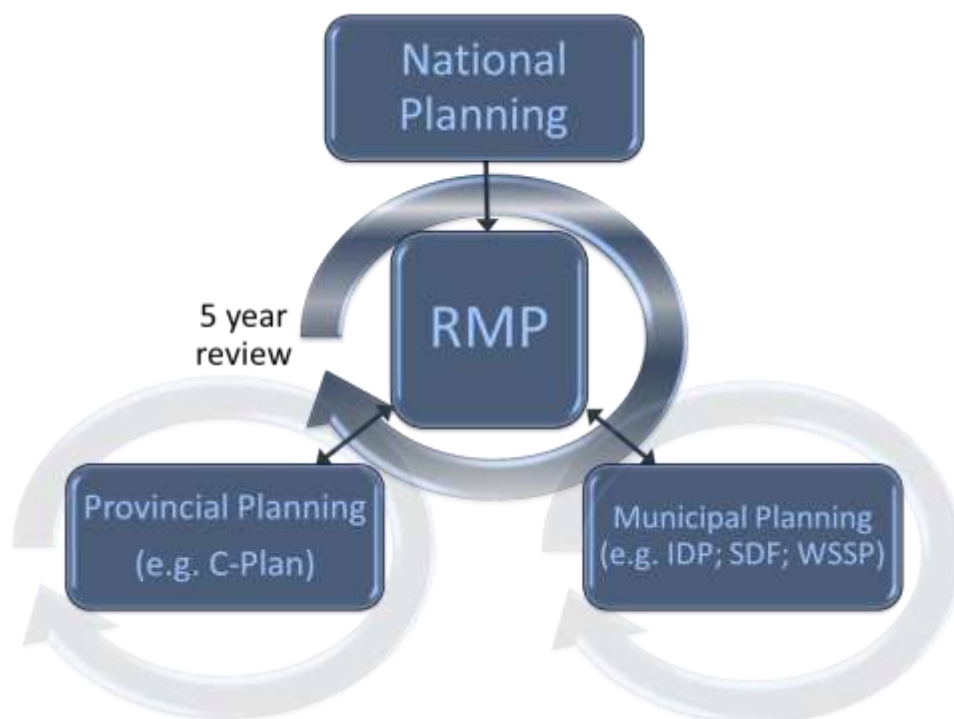 National
Planning
RMP
5 year
review
Provincial Planning
(e.g. C-Plan)
Municipal Planning
(e.g. IDP; SDF; WSSP)